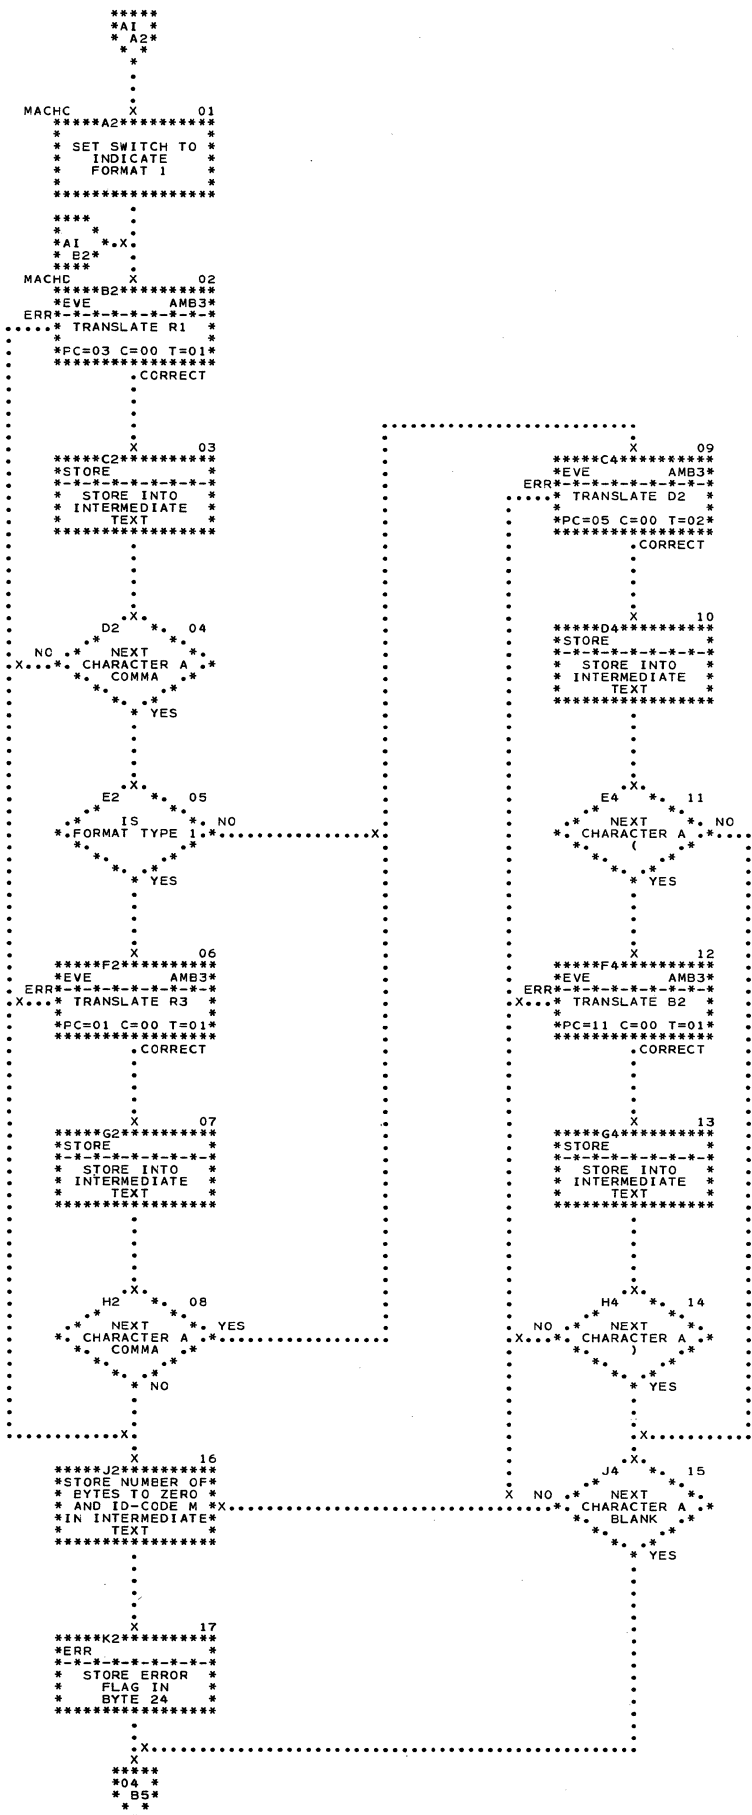 *****
*AI *
* A2*
* *
*
MACHC X 01
*****A2**********
* *
* SET SWITCH TO *
* INDICATE *
* FORMAT 1 *
* *
*****************
****
* *
*AI *.X.
* B2*
****
MACHD X 02
*****B2**********
*EVE AMB3*
ERR*-*-*-*-*-*-*-*-*
* TRANSLATE R1 *
* *
*PC=03 C=00 T=01*
*****************
.CORRECT
X 03
*****C2**********
*STORE *
*-*-*-*-*-*-*-*-*
* STORE INTO *
* INTERMEDIATE *
* TEXT *
*****************
D2 04
NO
NEXT
CHARACTER A
COMMA
YES
E2 05
IS
FORMAT TYPE 1
NO
YES
X 06
*****F2**********
*EVE AMB3*
ERR*-*-*-*-*-*-*-*-*
* TRANSLATE R3 *
* *
*PC=01 C=00 T=01*
*****************
.CORRECT
X 07
*****G2**********
*STORE *
*-*-*-*-*-*-*-*-*
* STORE INTO *
* INTERMEDIATE *
* TEXT *
*****************
H2 08
NEXT
CHARACTER A
COMMA
YES
NO
X 16
*****J2**********
*STORE NUMBER OF*
* BYTES TO ZERO *
* AND ID-CODE M *X
*IN INTERMEDIATE*
* TEXT *
*****************
X 17
*****K2**********
*ERR *
*-*-*-*-*-*-*-*-*
* STORE ERROR *
* FLAG IN *
* BYTE 24 *
*****************
.X
X
*****
*04 *
* B5*
* *
X 09
*****C4**********
*EVE AMB3*
ERR*-*-*-*-*-*-*-*-*
* TRANSLATE D2 *
* *
*PC=05 C=00 T=02*
*****************
.CORRECT
X 10
*****D4**********
*STORE *
*-*-*-*-*-*-*-*-*
* STORE INTO *
* INTERMEDIATE *
* TEXT *
*****************
E4 11
NEXT
CHARACTER A
(
NO
YES
X 12
*****F4**********
*EVE AMB3*
ERR*-*-*-*-*-*-*-*-*
* TRANSLATE B2 *
* *
*PC=11 C=00 T=01*
*****************
.CORRECT
X 13
*****G4**********
*STORE *
*-*-*-*-*-*-*-*-*
* STORE INTO *
* INTERMEDIATE *
* TEXT *
*****************
H4 14
NO
NEXT
CHARACTER A
)
YES
J4 15
X NO
NEXT
CHARACTER A
BLANK
YES